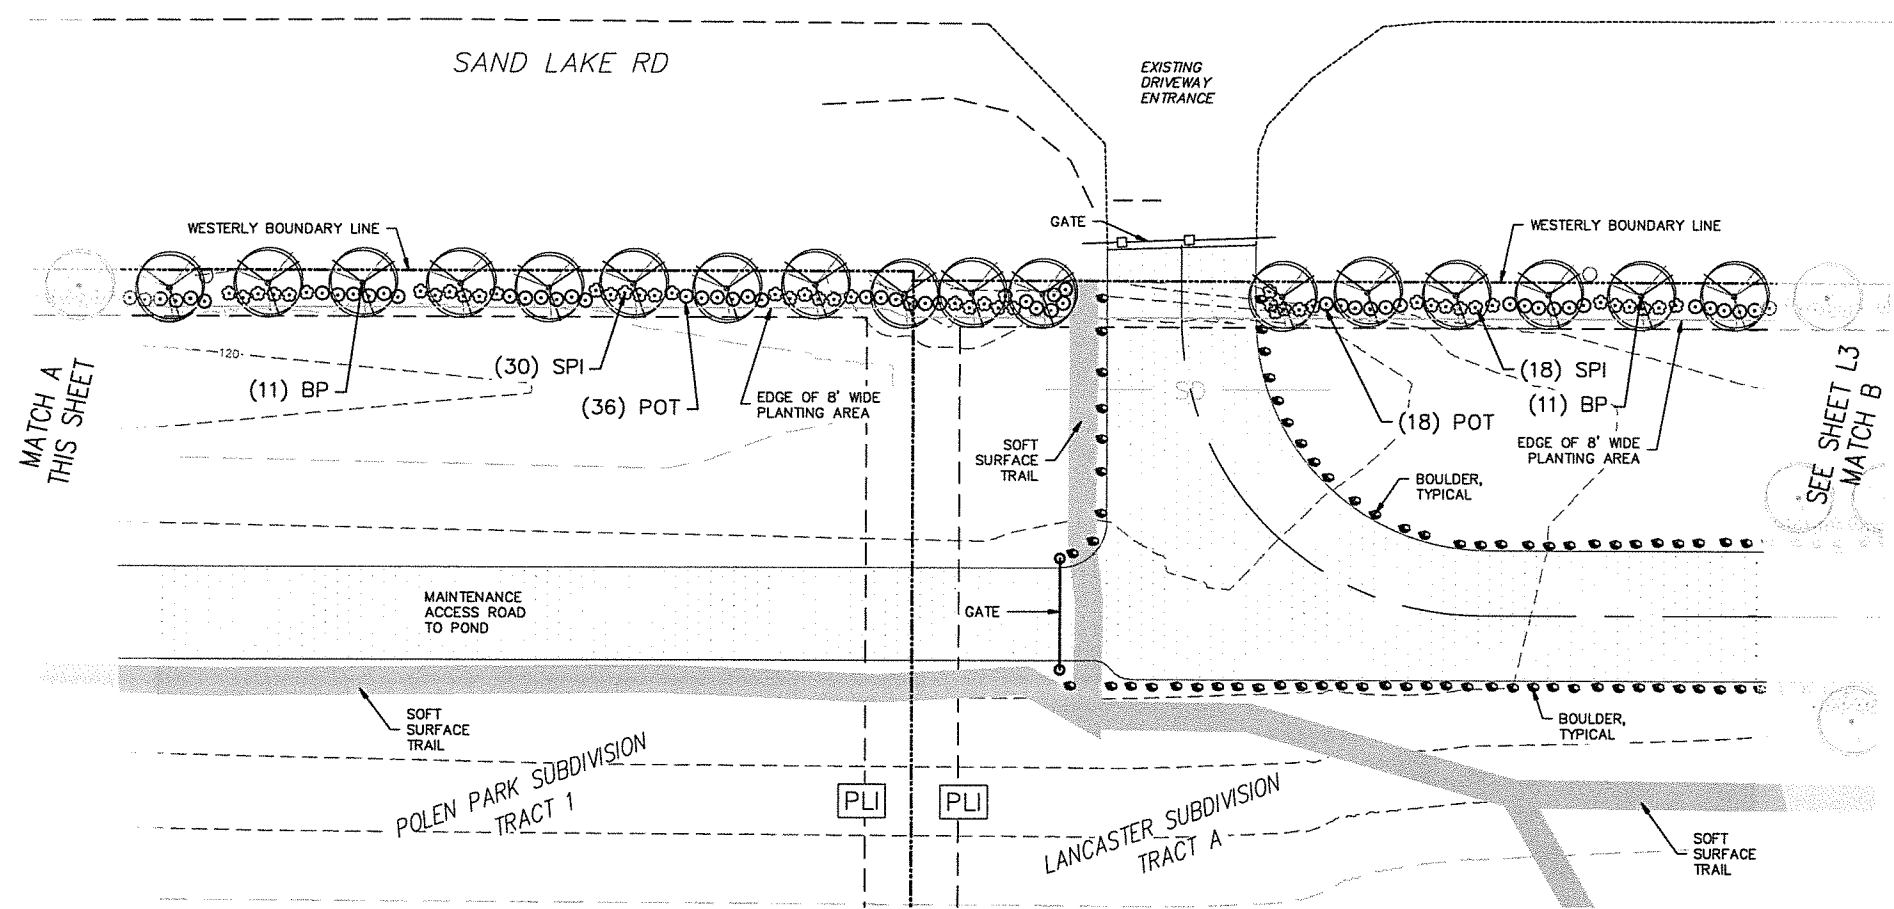 SAND LAKE RD
EXISTING
DRIVEWAY
ENTRANCE
WESTERLY BOUNDARY LINE
GATE
WESTERLY BOUNDARY LINE
MATCH A
THIS SHEET
120
(11) BP
(30) SPI
(36) POT
EDGE OF 8' WIDE
PLANTING AREA
SD
(18) SPI
(11) BP
(18) POT
EDGE OF 8' WIDE
PLANTING AREA
SEE SHEET L3
MATCH B
SOFT
SURFACE
TRAIL
BOULDER,
TYPICAL
MAINTENANCE
ACCESS ROAD
TO POND
GATE
SOFT
SURFACE
TRAIL
BOULDER,
TYPICAL
POLEN PARK SUBDIVISION
TRACT 1
PLI
PLI
LANCASTER SUBDIVISION
TRACT A
SOFT
SURFACE
TRAIL